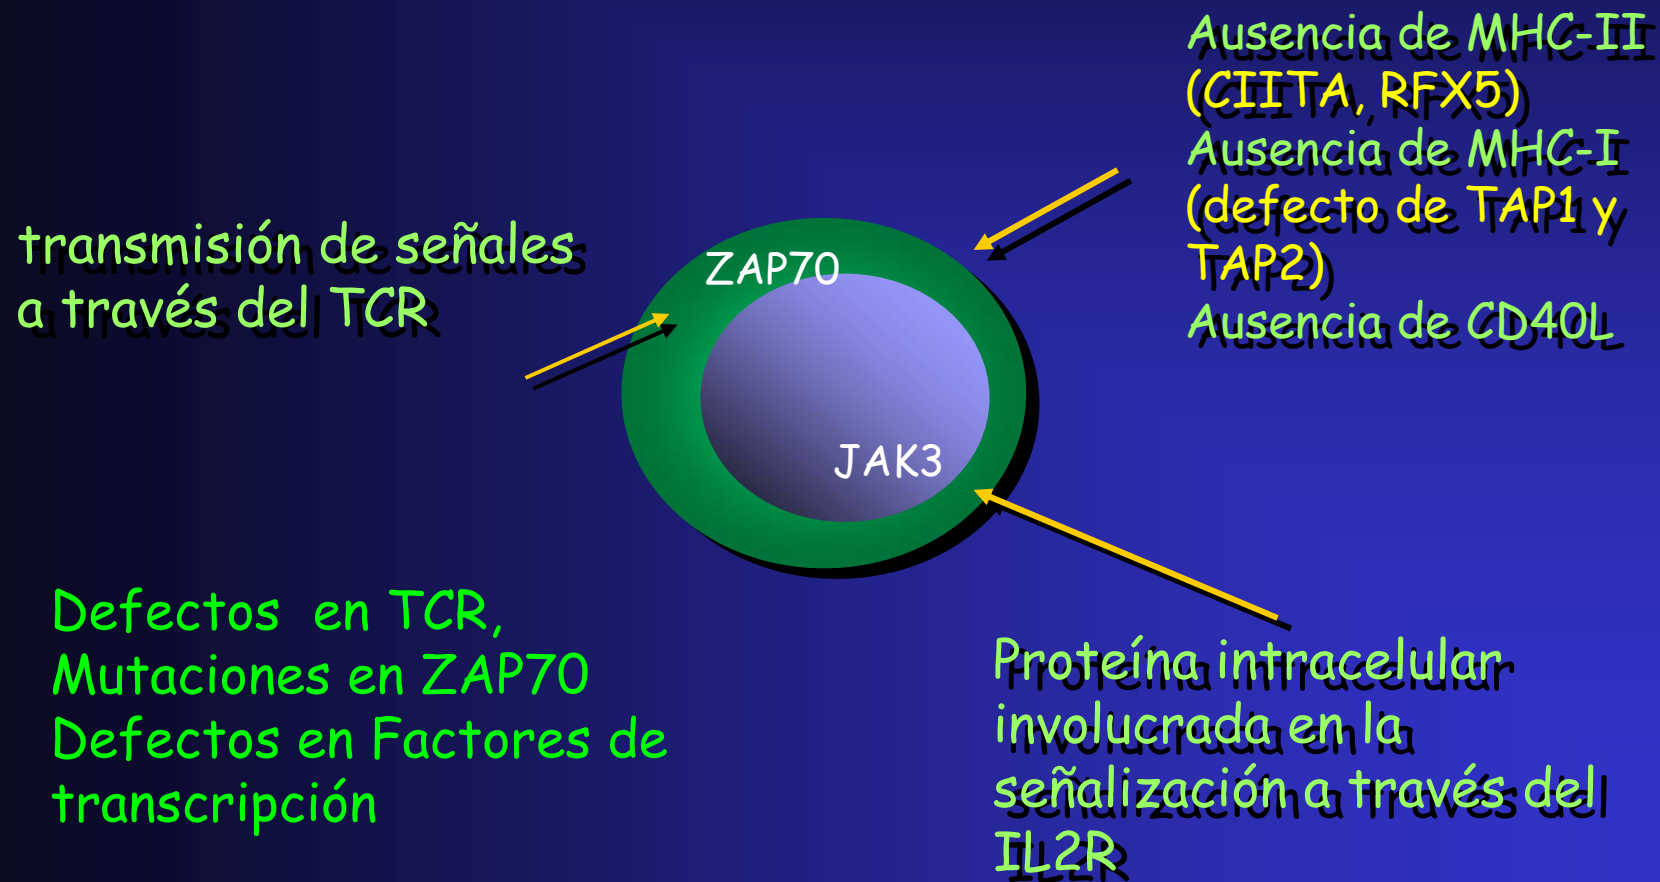 Ausencia de MHC-II
(CIITA, RFX5)
Ausencia de MHC-I
(defecto de TAP1 y
TAP2)
Ausencia de CD40L
transmisión de señales
a través del TCR
ZAP70
JAK3
Defectos en TCR,
Mutaciones en ZAP70
Defectos en Factores de
transcripción
Proteína intracelular
involucrada en la
señalización a través del
IL2R